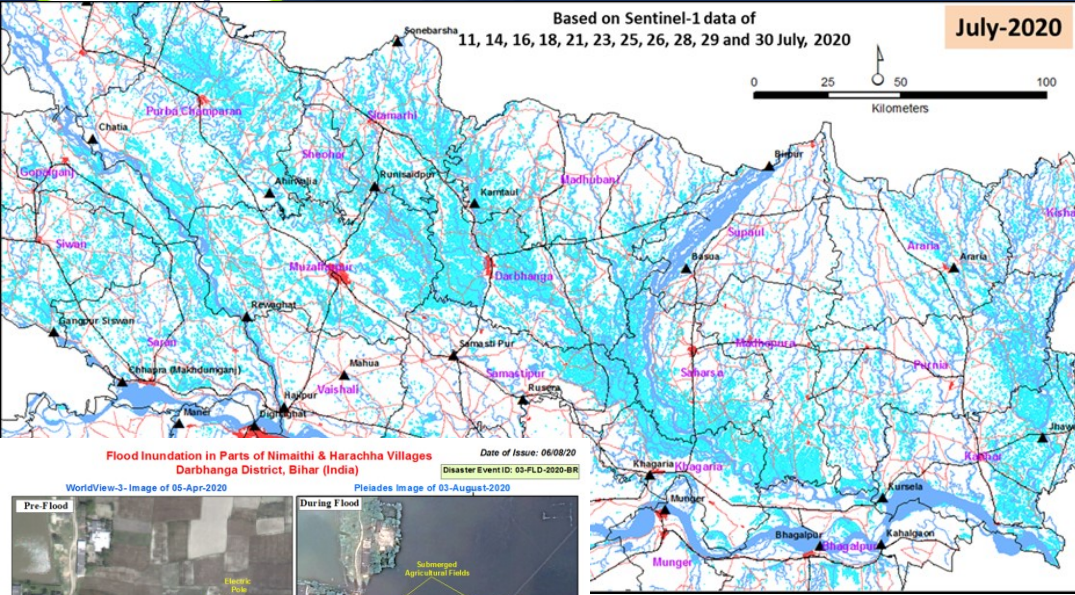 Based on Sentinel-1 data of
11, 14, 16, 18, 21, 23, 25, 26, 28, 29 and 30 July, 2020
July-2020
0 25 50 100
Kilometers
Sonebarsha
Purba Champaran
Chatia
Sitamarhi
Sheohar
Birpur
Gopalganj
Ahirwalia
Runisaidpur
Karntaul
Madhubani
Kisha
Siwan
Supaul
Araria
Basua
Araria
Muzaffarpur
Darbhanga
Rewaghat
Gangpur Siswan
Saran
Samasti Pur
Madhepura
Mahua
Chhapra (Makhdumganj)
Vaishali
Samastipur
Saharsa
Purnia
Rusera
Hajipur
Maner
Dighaghat
Jhaw
Khagaria
Khagaria
Katihar
Kursela
Munger
Bhagalpur
Bhagalpur
Kahalgaon
Munger
Flood Inundation in Parts of Nimaithi & Harachha Villages
Darbhanga District, Bihar (India)
Date of Issue: 06/08/20
Disaster Event ID: 03-FLD-2020-BR
WorldView-3- Image of 05-Apr-2020
Pleiades Image of 03-August-2020
Pre-Flood
During Flood
Electric
Pole
Submerged
Agricultural Fields